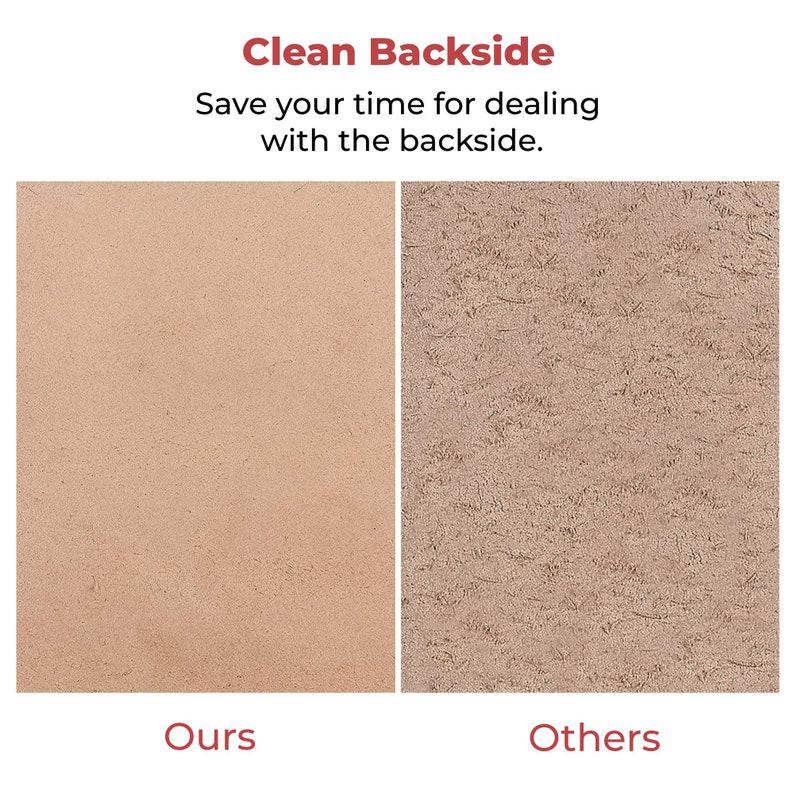 Clean Backside
Save your time for dealing
with the backside.
Ours
Others